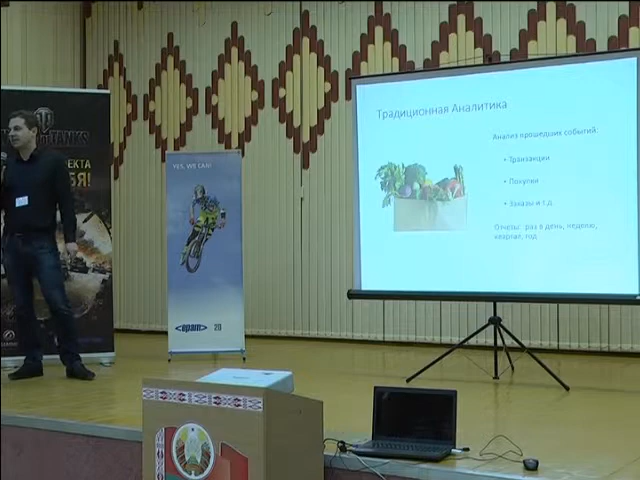 Традиционная Аналитика
Анализ прошедших событий:
• Транзакции
• Покупки
• Заказы и т.д.
Отчеты: раз в день, неделю,
квартал, год
YES, WE CAN!
<epam> 20
TANKS